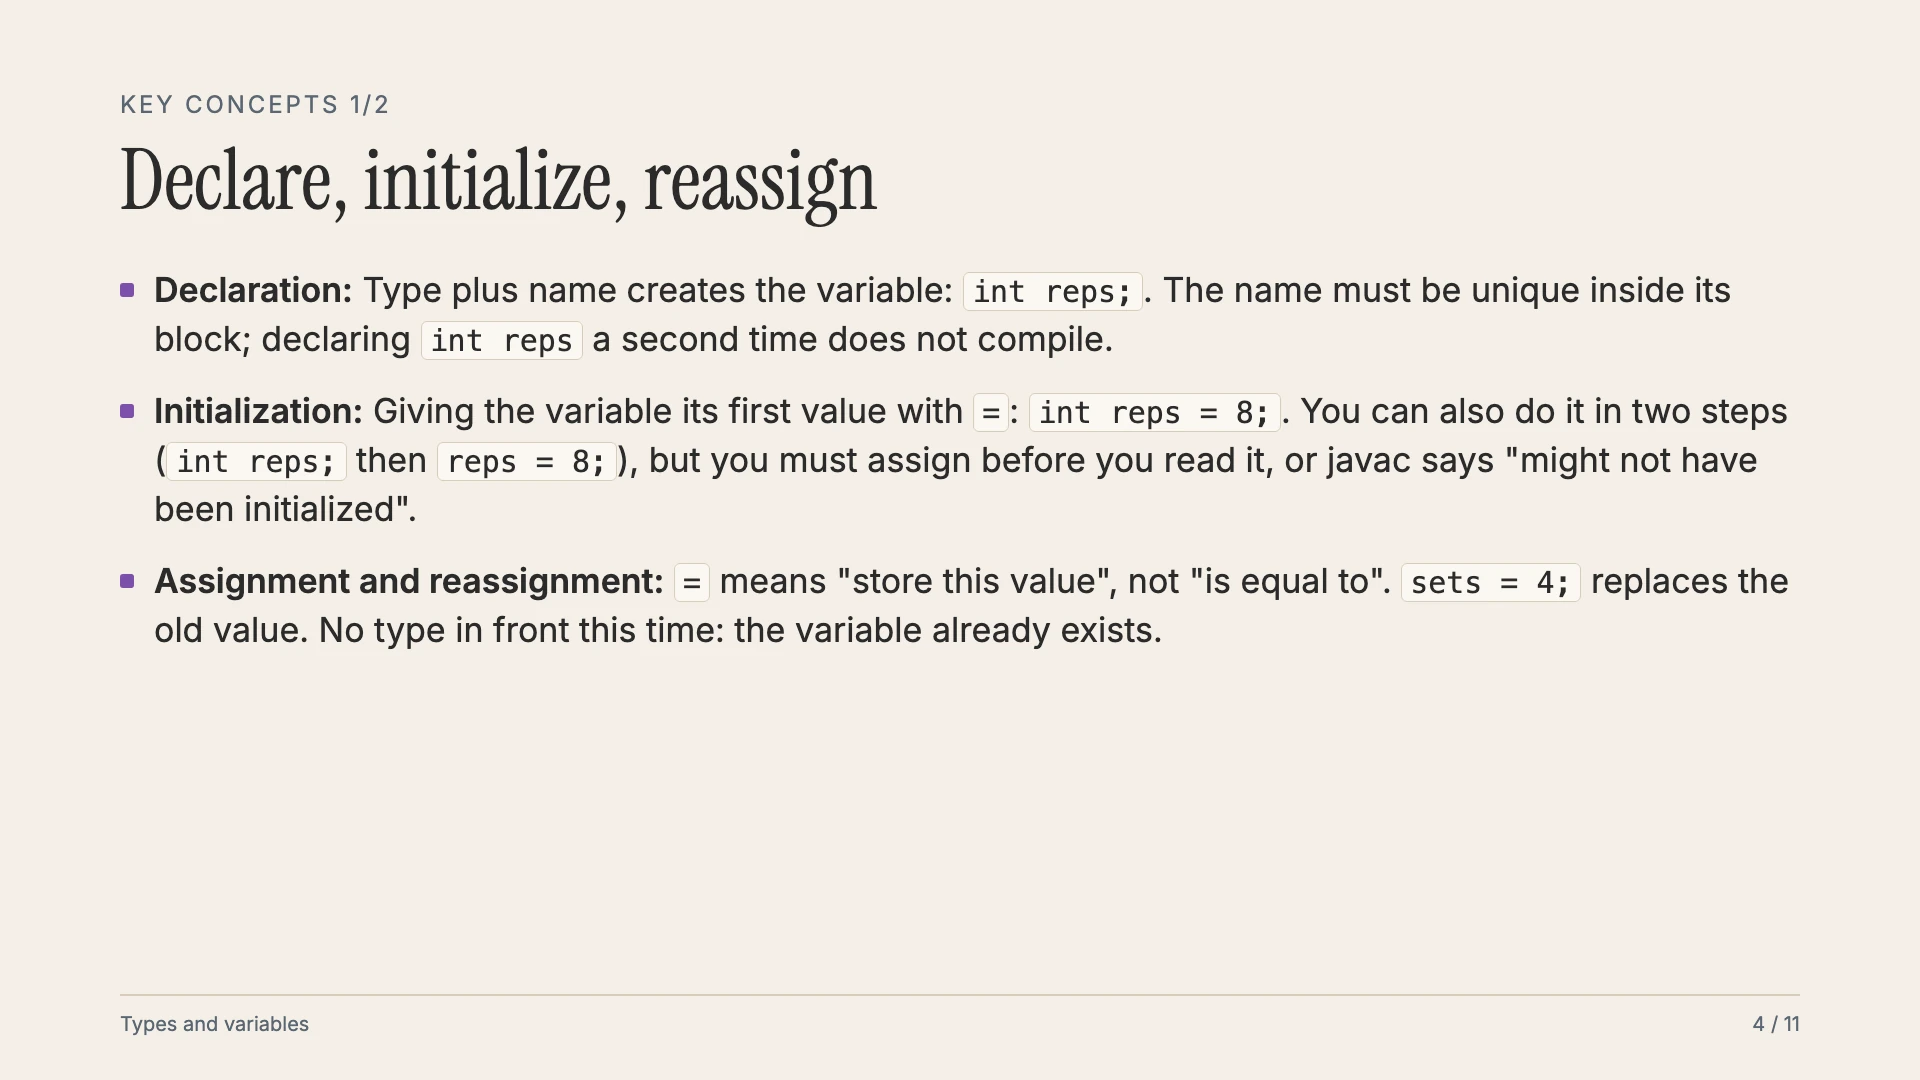 KEY CONCEPTS 1/2
Declare, initialize, reassign
Declaration: Type plus name creates the variable: int reps;. The name must be unique inside its
block; declaring int reps a second time does not compile.
Initialization: Giving the variable its first value with =: int reps = 8;. You can also do it in two steps
(int reps; then reps = 8;), but you must assign before you read it, or javac says "might not have
been initialized".
Assignment and reassignment: = means "store this value", not "is equal to". sets = 4; replaces the
old value. No type in front this time: the variable already exists.
Types and variables
4 / 11